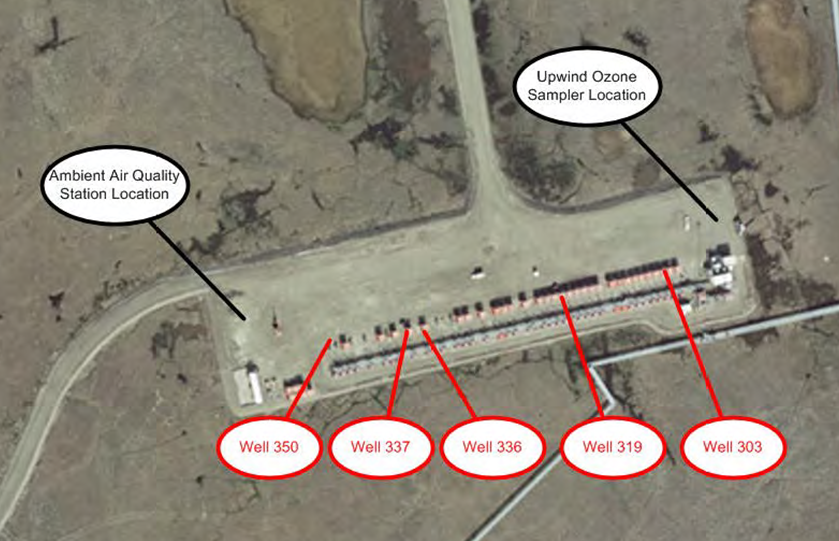 Upwind Ozone
Sampler Location
Ambient Air Quality
Station Location
Well 350
Well 337
Well 336
Well 319
Well 303